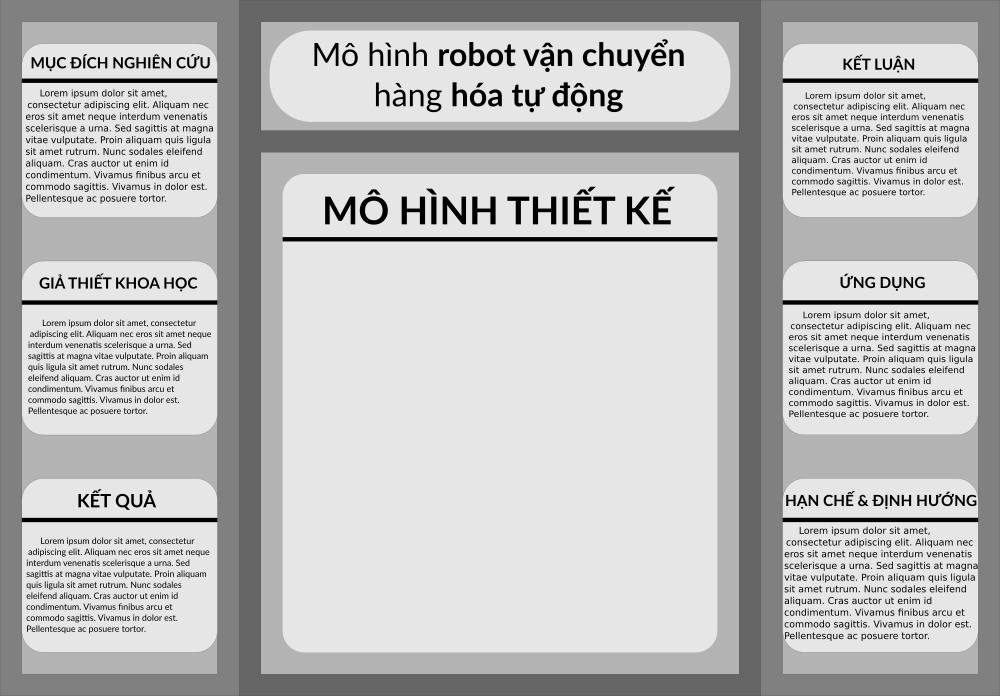 MỤC ĐÍCH NGHIÊN CỨU
Lorem ipsum dolor sit amet,
consectetur adipiscing elit. Aliquam nec
eros sit amet neque interdum venenatis
scelerisque a urna. Sed sagittis at magna
vitae vulputate. Proin aliquam quis ligula
sit amet rutrum. Nunc sodales eleifend
aliquam. Cras auctor ut enim id
condimentum. Vivamus finibus arcu et
commodo sagittis. Vivamus in dolor est.
Pellentesque ac posuere tortor.
GIẢ THIẾT KHOA HỌC
Lorem ipsum dolor sit amet, consectetur
adipiscing elit. Aliquam nec eros sit amet neque
interdum venenatis scelerisque a urna. Sed
sagittis at magna vitae vulputate. Proin aliquam
quis ligula sit amet rutrum. Nunc sodales
eleifend aliquam. Cras auctor ut enim id
condimentum. Vivamus finibus arcu et
commodo sagittis. Vivamus in dolor est.
Pellentesque ac posuere tortor.
KẾT QUẢ
Lorem ipsum dolor sit amet, consectetur
adipiscing elit. Aliquam nec eros sit amet neque
interdum venenatis scelerisque a urna. Sed
sagittis at magna vitae vulputate. Proin aliquam
quis ligula sit amet rutrum. Nunc sodales
eleifend aliquam. Cras auctor ut enim id
condimentum. Vivamus finibus arcu et
commodo sagittis. Vivamus in dolor est.
Pellentesque ac posuere tortor.
Mô hình robot vận chuyển
hàng hóa tự động
MÔ HÌNH THIẾT KẾ
KẾT LUẬN
Lorem ipsum dolor sit amet,
consectetur adipiscing elit. Aliquam nec
eros sit amet neque interdum venenatis
scelerisque a urna. Sed sagittis at magna
vitae vulputate. Proin aliquam quis ligula
sit amet rutrum. Nunc sodales eleifend
aliquam. Cras auctor ut enim id
condimentum. Vivamus finibus arcu et
commodo sagittis. Vivamus in dolor est.
Pellentesque ac posuere tortor.
ỨNG DỤNG
Lorem ipsum dolor sit amet,
consectetur adipiscing elit. Aliquam nec
eros sit amet neque interdum venenatis
scelerisque a urna. Sed sagittis at magna
vitae vulputate. Proin aliquam quis ligula
sit amet rutrum. Nunc sodales eleifend
aliquam. Cras auctor ut enim id
condimentum. Vivamus finibus arcu et
commodo sagittis. Vivamus in dolor est.
Pellentesque ac posuere tortor.
HẠN CHẾ & ĐỊNH HƯỚNG
Lorem ipsum dolor sit amet,
consectetur adipiscing elit. Aliquam nec
eros sit amet neque interdum venenatis
scelerisque a urna. Sed sagittis at magna
vitae vulputate. Proin aliquam quis ligula
sit amet rutrum. Nunc sodales eleifend
aliquam. Cras auctor ut enim id
condimentum. Vivamus finibus arcu et
commodo sagittis. Vivamus in dolor est.
Pellentesque ac posuere tortor.